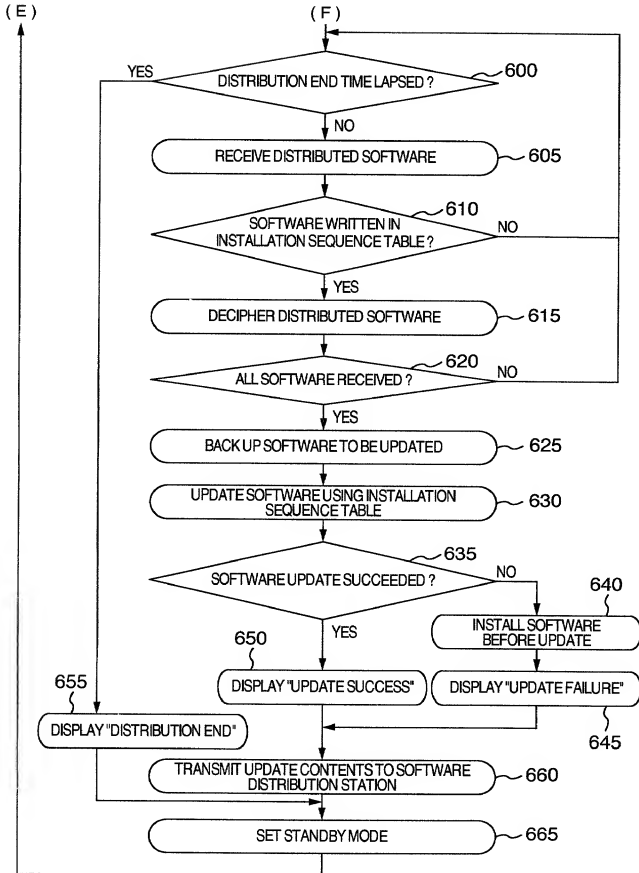 (E)
(F)
YES
DISTRIBUTION END TIME LAPSED ?
600
NO
RECEIVE DISTRIBUTED SOFTWARE
605
610
SOFTWARE WRITTEN IN
INSTALLATION SEQUENCE TABLE ?
NO
YES
DECIPHER DISTRIBUTED SOFTWARE
615
620
ALL SOFTWARE RECEIVED ?
NO
YES
BACK UP SOFTWARE TO BE UPDATED
625
UPDATE SOFTWARE USING INSTALLATION
SEQUENCE TABLE
630
635
SOFTWARE UPDATE SUCCEEDED ?
NO
640
INSTALL SOFTWARE
BEFORE UPDATE
YES
650
DISPLAY "UPDATE SUCCESS"
DISPLAY "UPDATE FAILURE"
645
655
DISPLAY "DISTRIBUTION END"
TRANSMIT UPDATE CONTENTS TO SOFTWARE
DISTRIBUTION STATION
660
SET STANDBY MODE
665